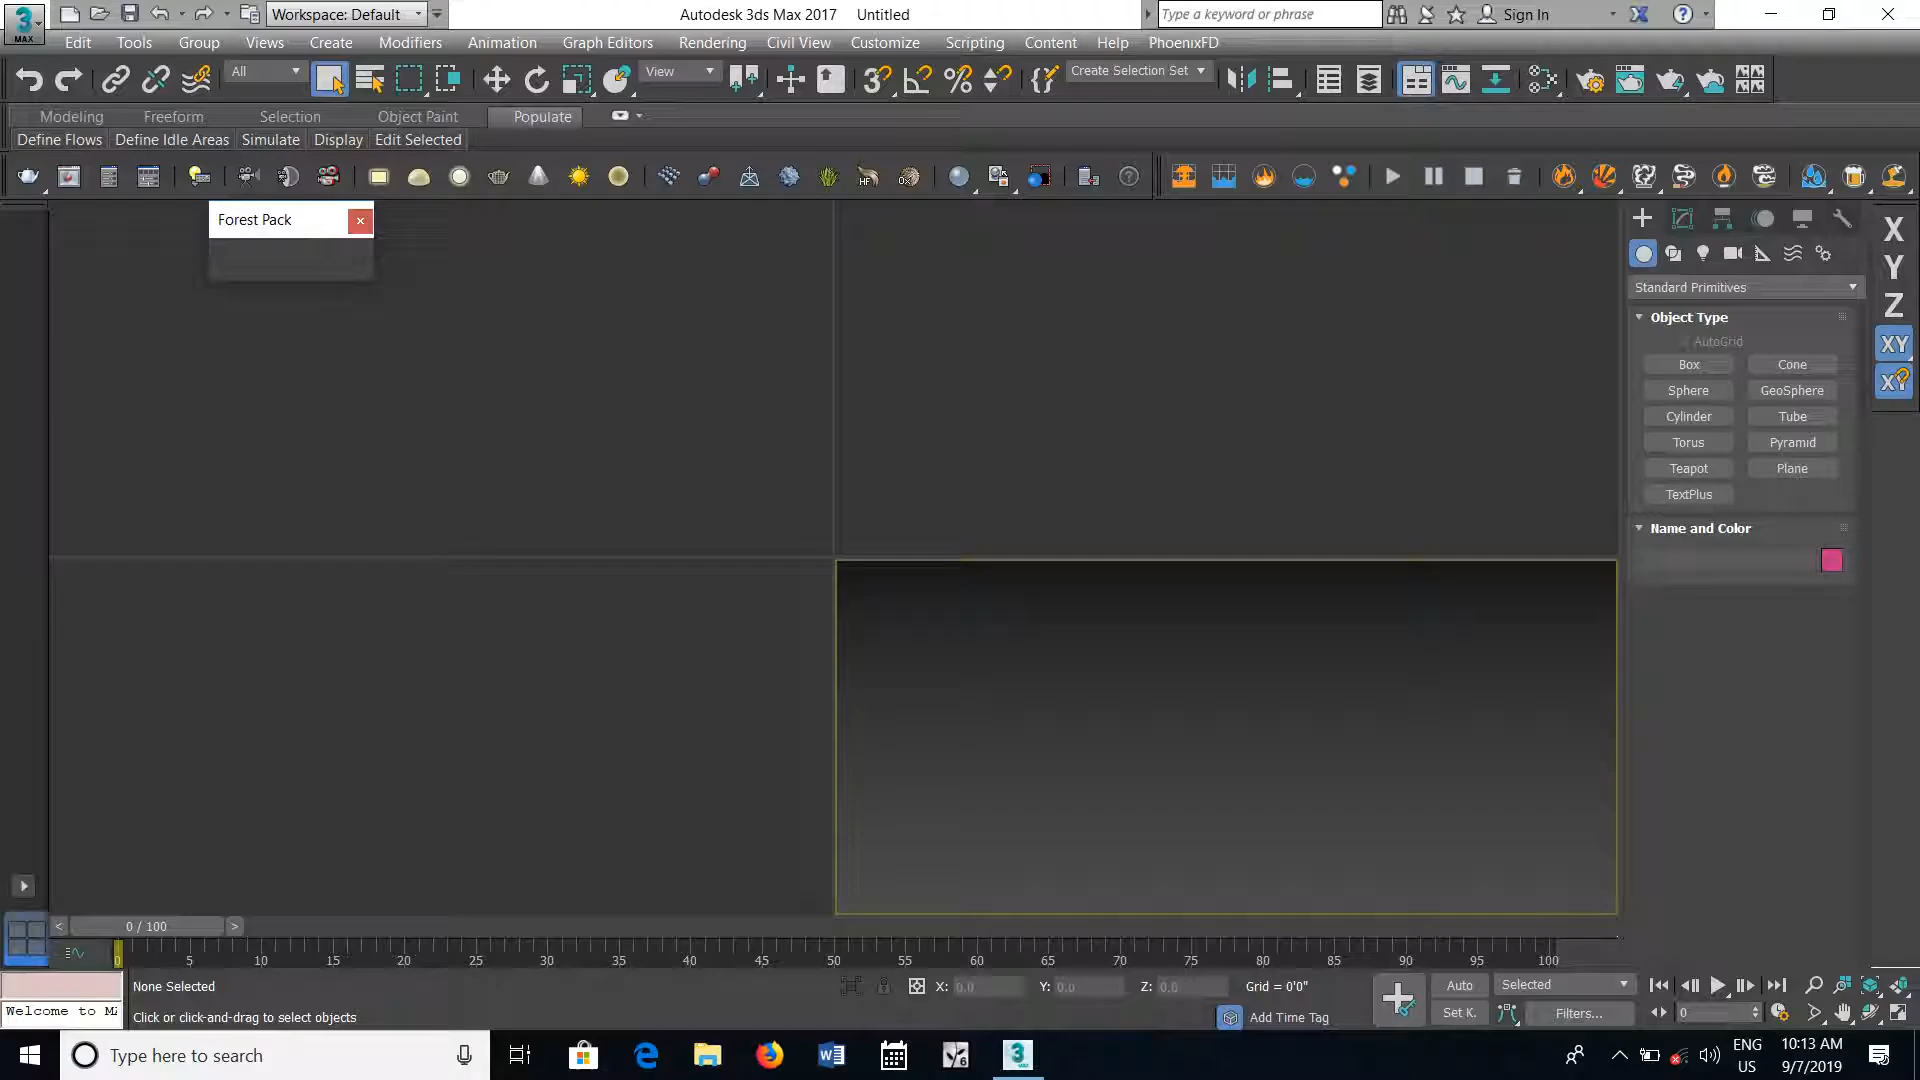 Workspace: Default
Autodesk 3ds Max 2017 Untitled
Type a keyword or phrase
Sign In
MAX
Edit Tools Group Views Create Modifiers Animation Graph Editors Rendering Civil View Customize Scripting Content Help PhoenixFD
All
View
Create Selection Set
Modeling Freeform Selection Object Paint Populate
Define Flows Define Idle Areas Simulate Display Edit Selected
Forest Pack
X
Y
Z
XY
XY
Standard Primitives
Object Type
AutoGrid
Box Cone
Sphere GeoSphere
Cylinder Tube
Torus Pyramid
Teapot Plane
TextPlus
Name and Color
< 0 / 100 >
0 5 10 15 20 25 30 35 40 45 50 55 60 65 70 75 80 85 90 95 100
None Selected
X: 0.0 Y: 0.0 Z: 0.0 Grid = 0'0"
Auto Selected
Welcome to
Click or click-and-drag to select objects
Add Time Tag
Set K. Filters... 0
Type here to search
ENG
US
10:13 AM
9/7/2019